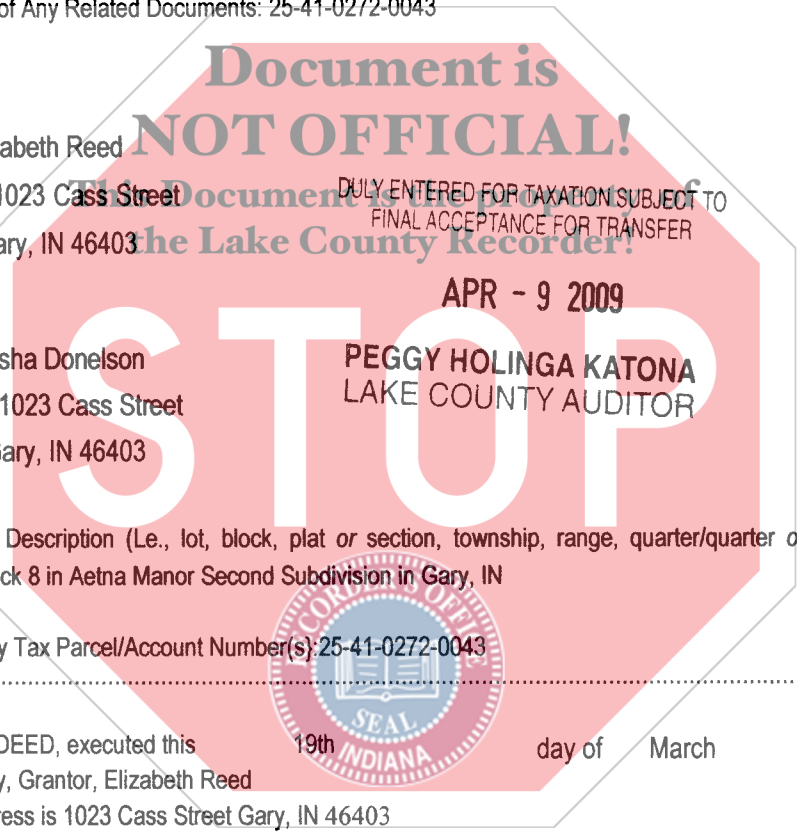 of Any Related Documents: 25-41-0272-0043
Document is
NOT OFFICIAL!
This Document is the property of
the Lake County Recorder!
abeth Reed
1023 Cass Street
ary, IN 46403
DULY ENTERED FOR TAXATION SUBJECT TO
FINAL ACCEPTANCE FOR TRANSFER
APR - 9 2009
PEGGY HOLINGA KATONA
LAKE COUNTY AUDITOR
sha Donelson
1023 Cass Street
Gary, IN 46403
STOP
Description (Le., lot, block, plat or section, township, range, quarter/quarter o
ck 8 in Aetna Manor Second Subdivision in Gary, IN
y Tax Parcel/Account Number(s):25-41-0272-0043
RECORDER'S OFFICE
SEAL
INDIANA
DEED, executed this 19th day of March
y, Grantor, Elizabeth Reed
ress is 1023 Cass Street Gary, IN 46403